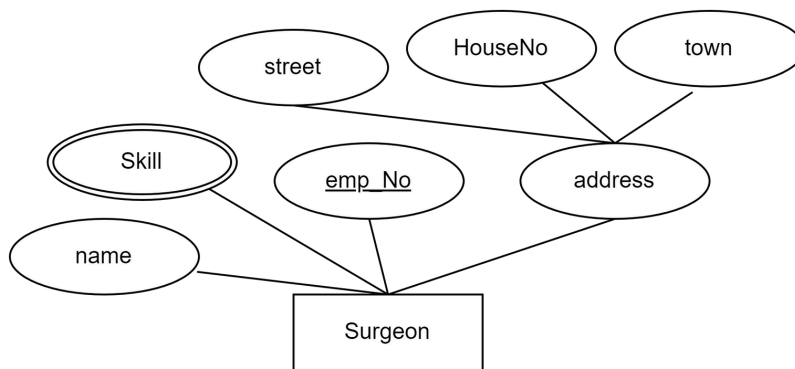 HouseNo
town
street
Skill
emp_No
address
name
Surgeon